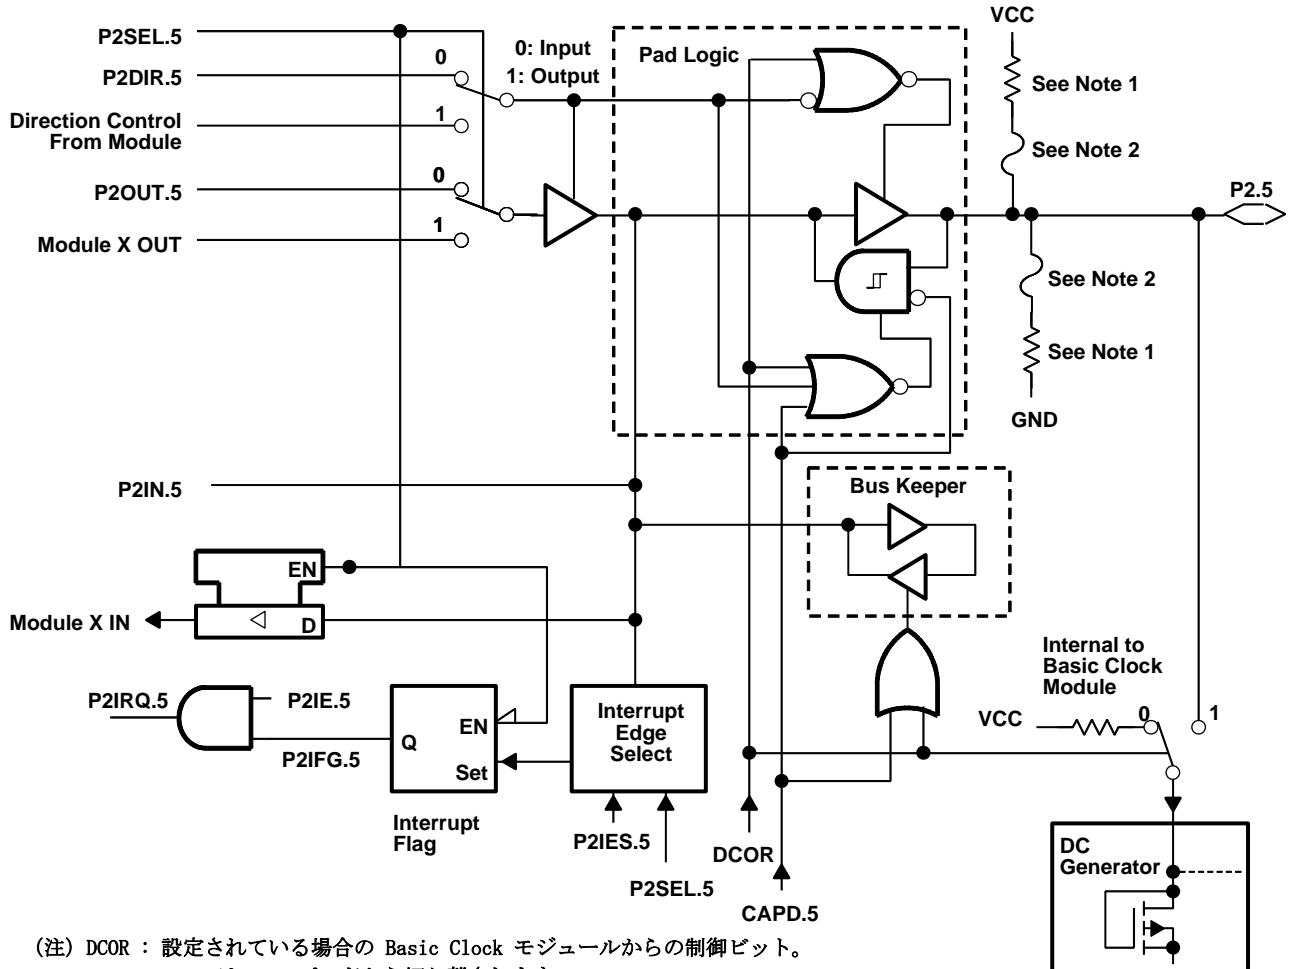 P2SEL.5
P2DIR.5
Direction Control
From Module
P2OUT.5
Module X OUT
0
1
0
1
0: Input
1: Output
Pad Logic
VCC
See Note 1
See Note 2
P2.5
See Note 2
See Note 1
GND
P2IN.5
Bus Keeper
EN
D
Module X IN
P2IRQ.5
P2IE.5
P2IFG.5
Q
EN
Set
Interrupt
Flag
Interrupt
Edge
Select
P2IES.5
P2SEL.5
DCOR
CAPD.5
Internal to
Basic Clock
Module
VCC
0
1
DC
Generator
(注) DCOR : 設定されている場合の Basic Clock モジュールからの制御ビット。